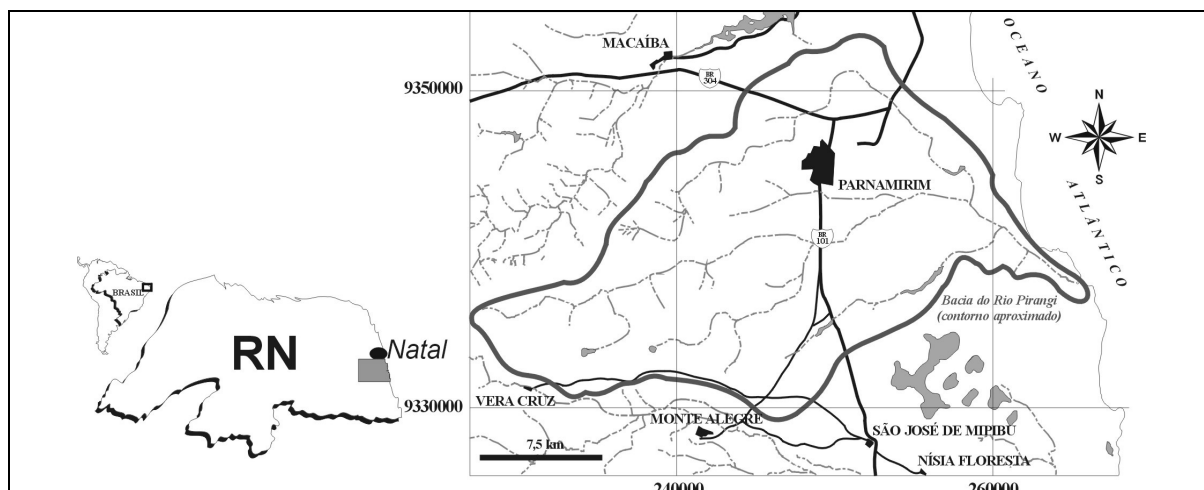 MACAÍBA
BR
304
9350000
OCEANO
ATLÂNTICO
N
W
E
S
PARNAMIRIM
BR
101
BRASIL
RN
Natal
Bacia do Rio Pirangi
(contorno aproximado)
9330000
VERA CRUZ
MONTE ALEGRE
SÃO JOSÉ DE MIPIBU
7,5 km
NÍSIA FLORESTA
240000
260000